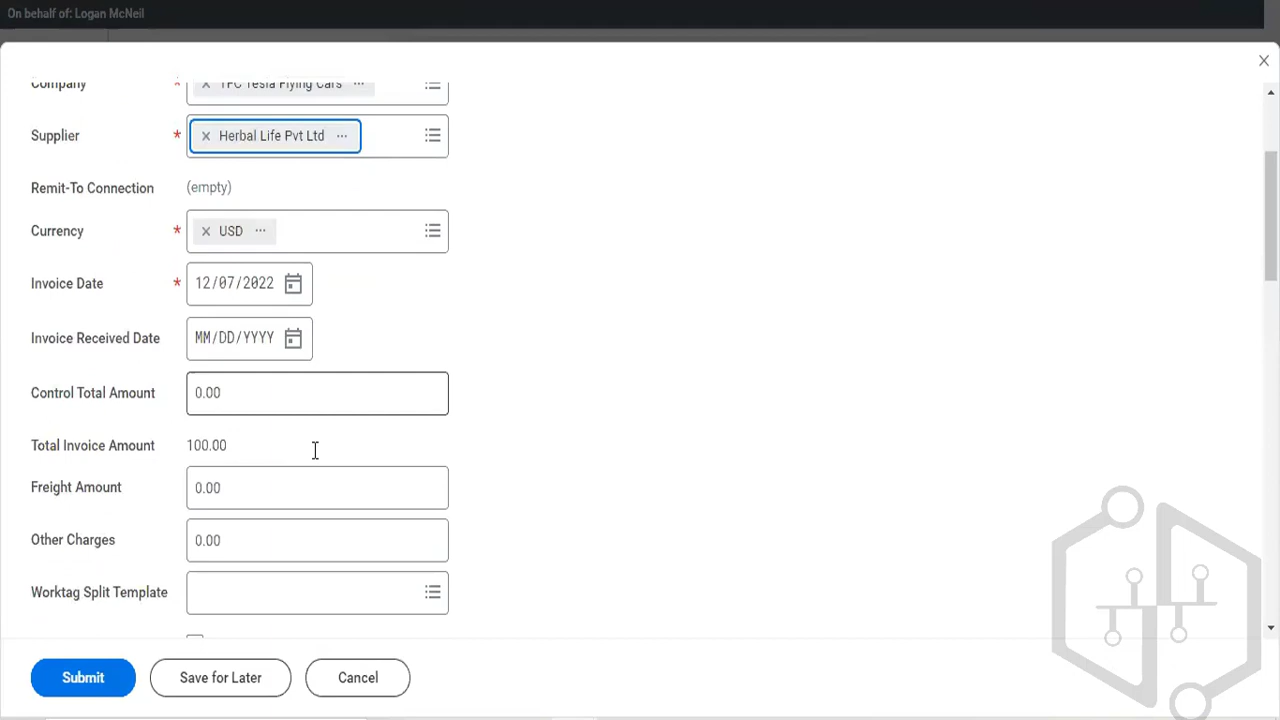 On behalf of: Logan McNeil
Company * TFC Tesla Flying Cars
Supplier * Herbal Life Pvt Ltd
Remit-To Connection (empty)
Currency * USD
Invoice Date * 12/07/2022
Invoice Received Date MM/DD/YYYY
Control Total Amount 0.00
Total Invoice Amount 100.00
Freight Amount 0.00
Other Charges 0.00
Worktag Split Template
Submit Save for Later Cancel